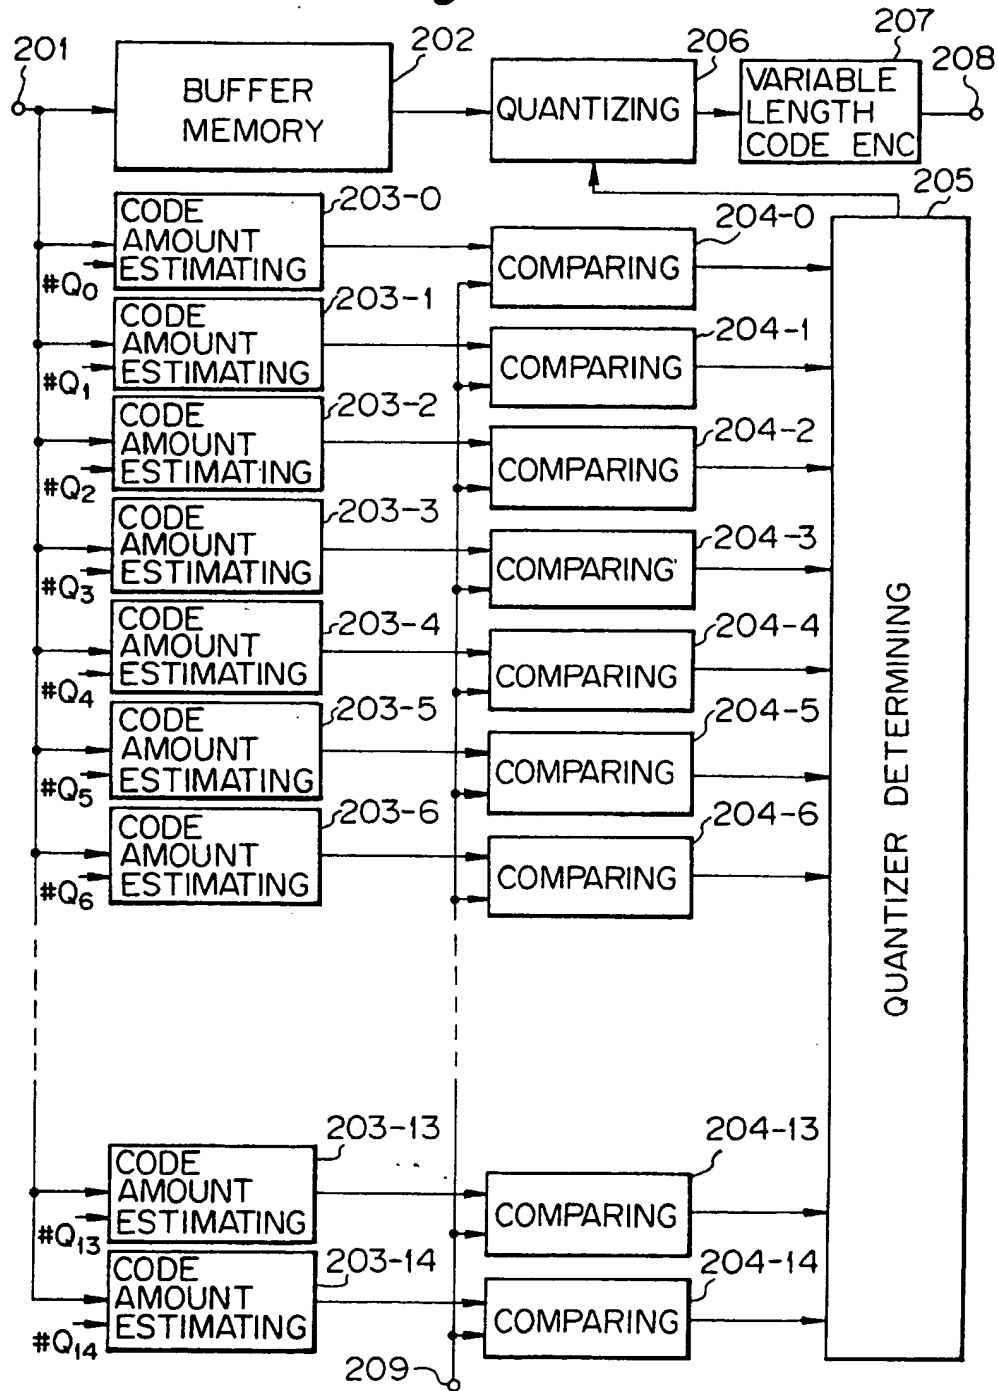 201
202
206
207
208
BUFFER
MEMORY
QUANTIZING
VARIABLE
LENGTH
CODE ENC
205
203-0
CODE
AMOUNT
ESTIMATING
#Q0
204-0
COMPARING
203-1
CODE
AMOUNT
ESTIMATING
#Q1
204-1
COMPARING
203-2
CODE
AMOUNT
ESTIMATING
#Q2
204-2
COMPARING
203-3
CODE
AMOUNT
ESTIMATING
#Q3
204-3
COMPARING
203-4
CODE
AMOUNT
ESTIMATING
#Q4
204-4
COMPARING
203-5
CODE
AMOUNT
ESTIMATING
#Q5
204-5
COMPARING
203-6
CODE
AMOUNT
ESTIMATING
#Q6
204-6
COMPARING
QUANTIZER DETERMINING
203-13
CODE
AMOUNT
ESTIMATING
#Q13
204-13
COMPARING
203-14
CODE
AMOUNT
ESTIMATING
#Q14
204-14
COMPARING
209